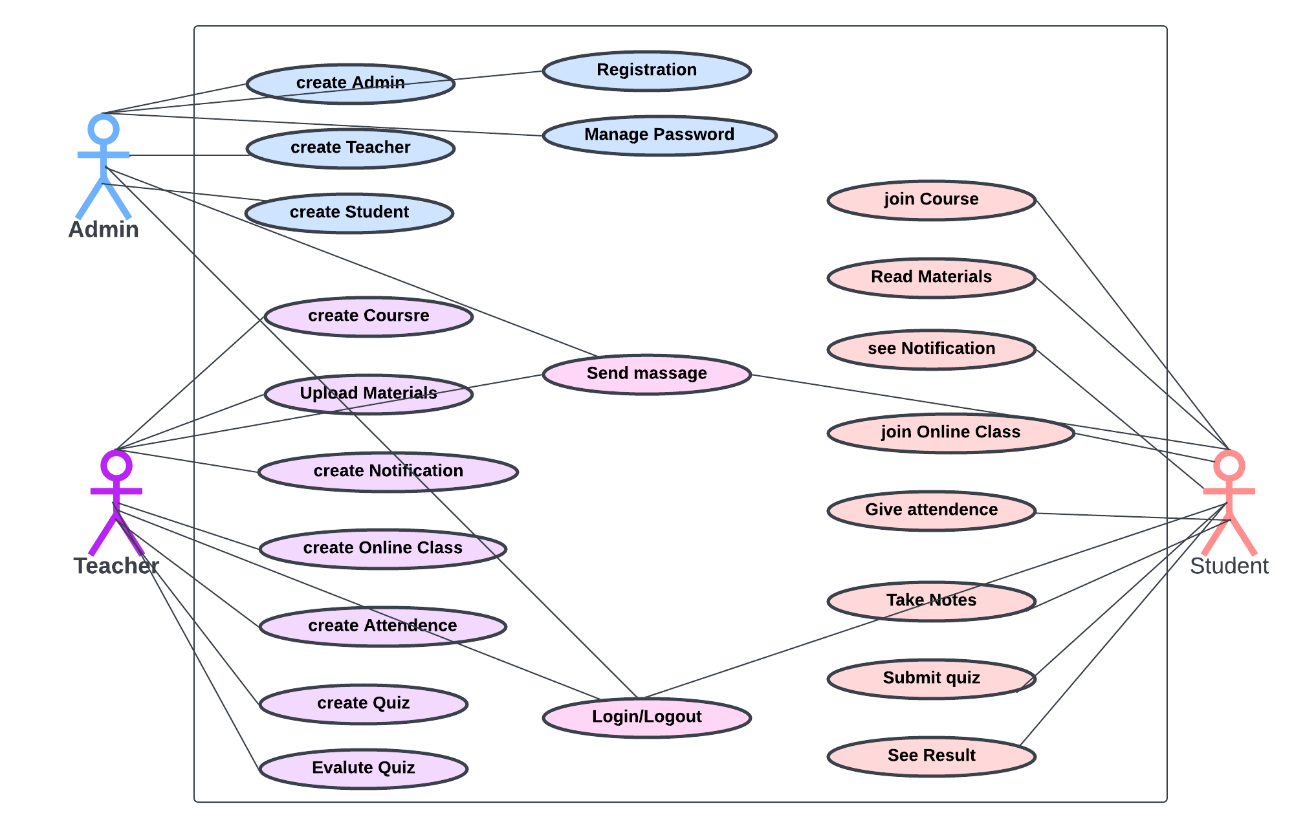 create Admin
Registration
Manage Password
create Teacher
create Student
Admin
join Course
Read Materials
create Coursre
see Notification
Send massage
Upload Materials
join Online Class
create Notification
Give attendence
create Online Class
Teacher
Student
Take Notes
create Attendence
Submit quiz
create Quiz
Login/Logout
See Result
Evalute Quiz